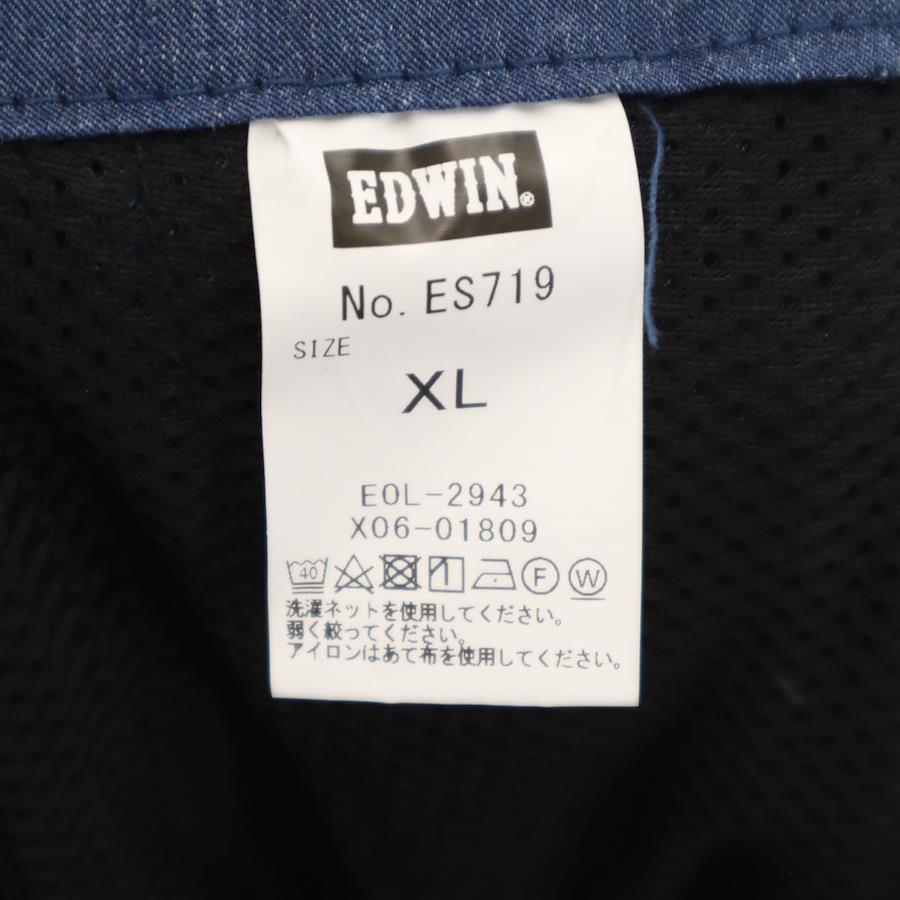 EDWIN®
No. ES719
SIZE
XL
EOL-2943
X06-01809
40 1 F W
洗濯ネットを使用してください。
弱く絞ってください。
アイロンはあて布を使用してください。